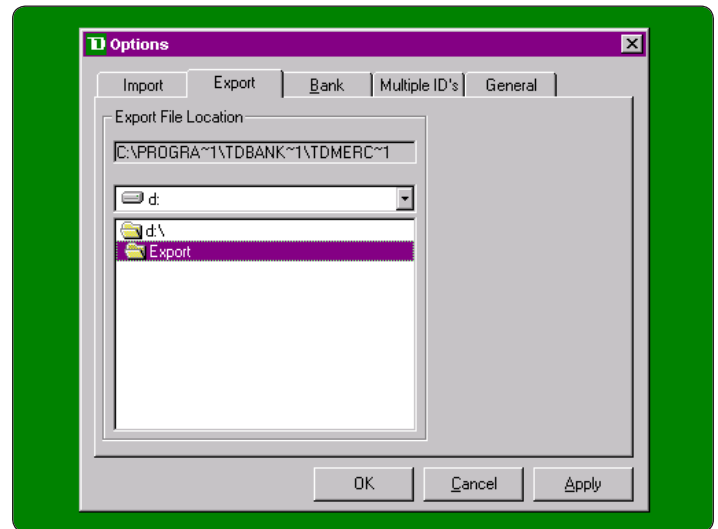 TD Options
Import Export Bank Multiple ID's General
Export File Location
C:\PROGRA~1\TDBANK~1\TDMERC~1
d:
d:\
Export
OK Cancel Apply